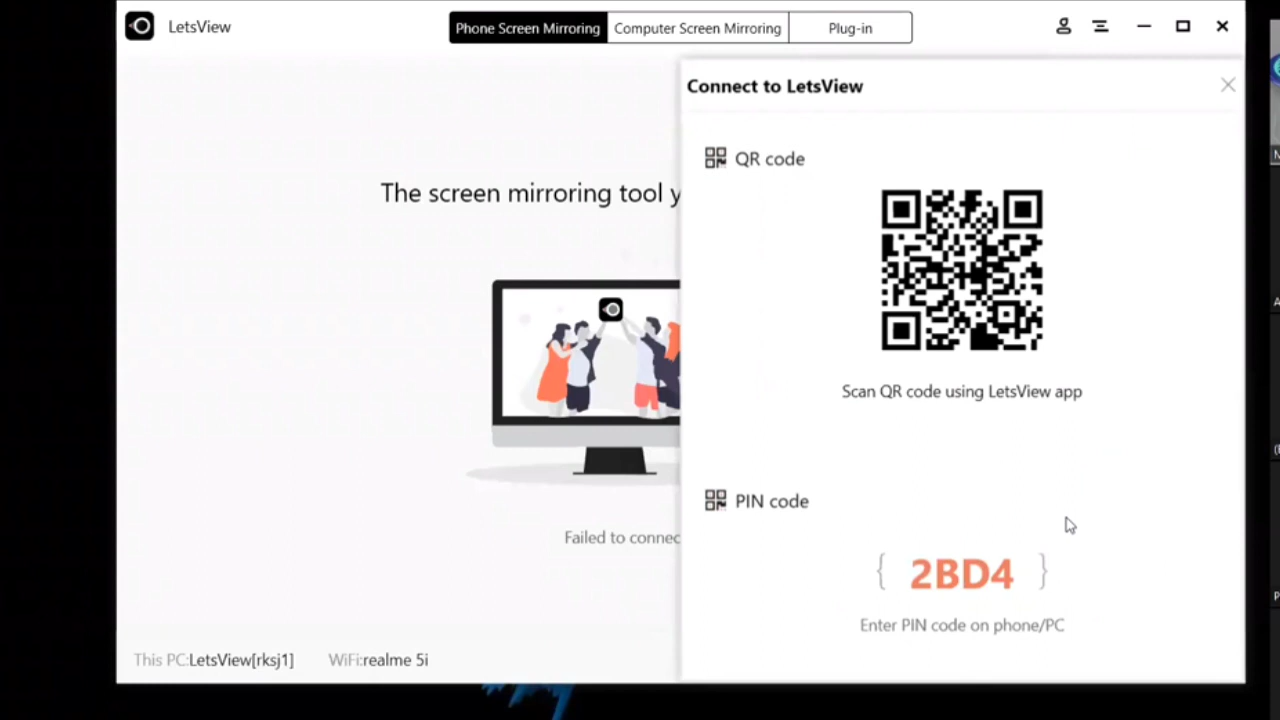 LetsView
Phone Screen Mirroring
Computer Screen Mirroring
Plug-in
Connect to LetsView
QR code
The screen mirroring tool
Scan QR code using LetsView app
PIN code
Failed to
{ 2BD4 }
Enter PIN code on phone/PC
This PC:LetsView[rksj1]
WiFi:realme 5i